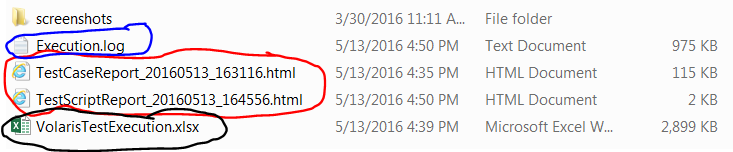 screenshots 3/30/2016 11:11 A... File folder
Execution.log 5/13/2016 4:50 PM Text Document 975 KB
TestCaseReport_20160513_163116.html 5/13/2016 4:35 PM HTML Document 115 KB
TestScriptReport_20160513_164556.html 5/13/2016 4:50 PM HTML Document 2 KB
VolarisTestExecution.xlsx 5/13/2016 4:39 PM Microsoft Excel W... 2,899 KB